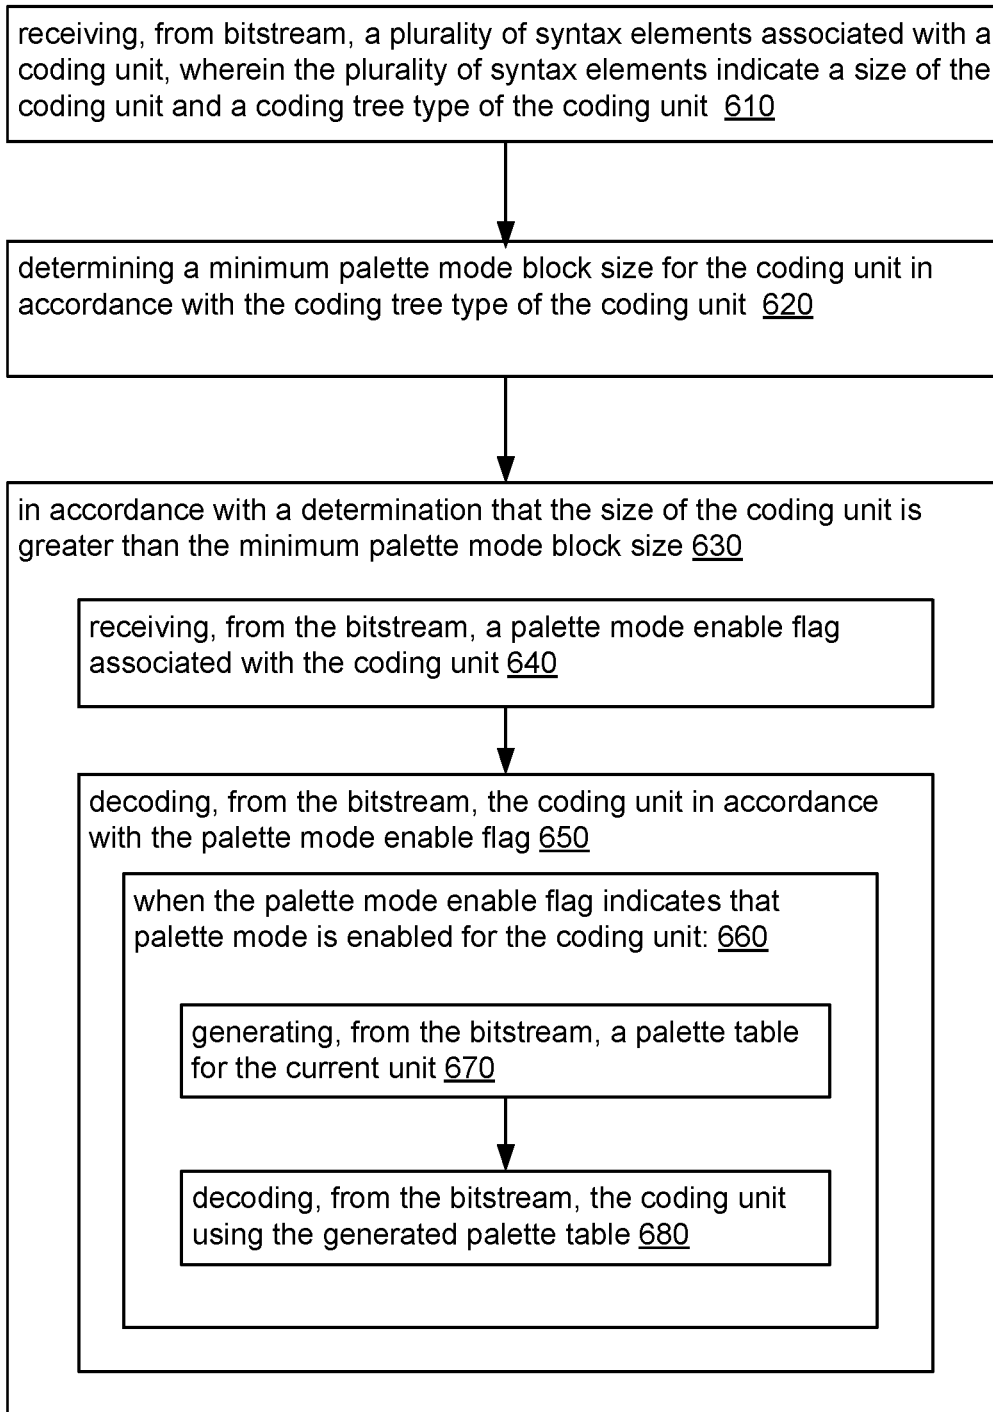 receiving, from bitstream, a plurality of syntax elements associated with a
coding unit, wherein the plurality of syntax elements indicate a size of the
coding unit and a coding tree type of the coding unit 610
determining a minimum palette mode block size for the coding unit in
accordance with the coding tree type of the coding unit 620
in accordance with a determination that the size of the coding unit is
greater than the minimum palette mode block size 630
receiving, from the bitstream, a palette mode enable flag
associated with the coding unit 640
decoding, from the bitstream, the coding unit in accordance
with the palette mode enable flag 650
when the palette mode enable flag indicates that
palette mode is enabled for the coding unit: 660
generating, from the bitstream, a palette table
for the current unit 670
decoding, from the bitstream, the coding unit
using the generated palette table 680